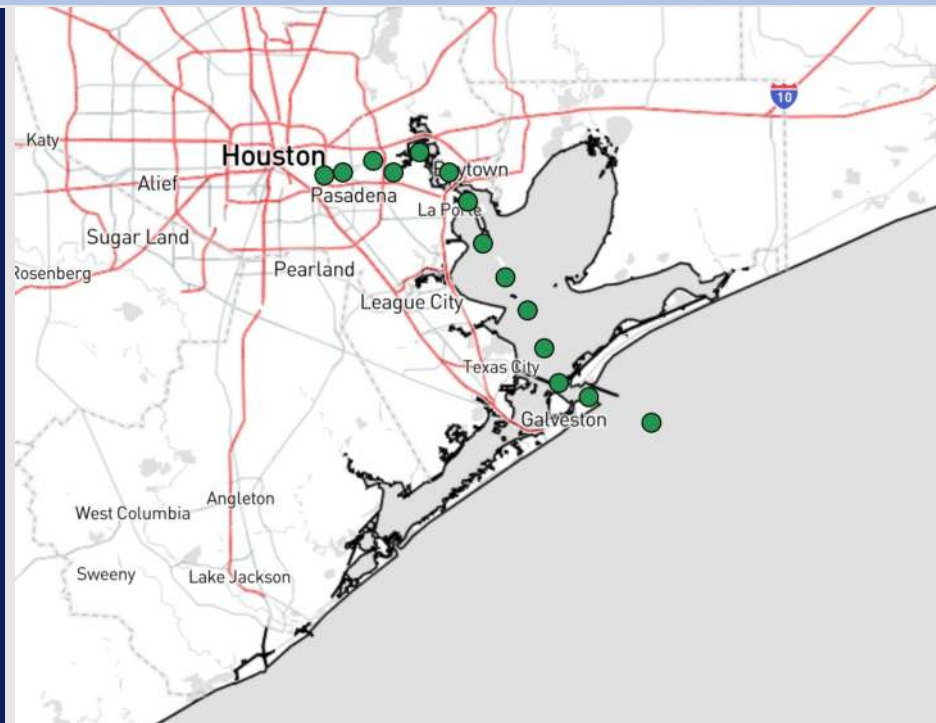 10
Katy
Houston
Baytown
Alief
Pasadena
La Porte
Sugar Land
Pearland
Rosenberg
League City
Texas City
Galveston
Angleton
West Columbia
Sweeny
Lake Jackson